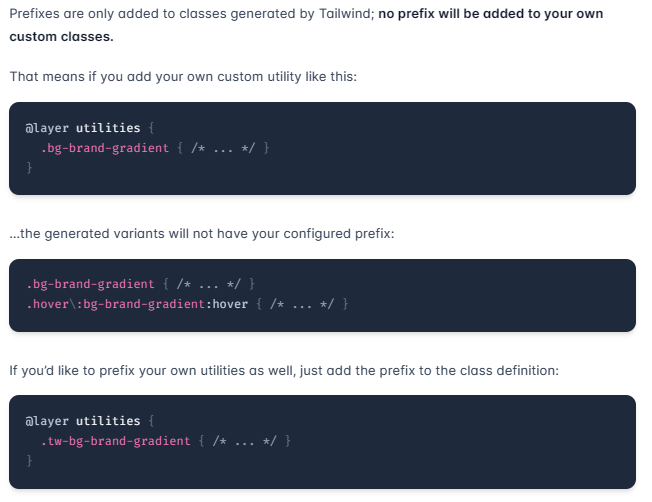 Prefixes are only added to classes generated by Tailwind; no prefix will be added to your own
custom classes.
That means if you add your own custom utility like this:
@layer utilities {
  .bg-brand-gradient { /* ... */ }
}
...the generated variants will not have your configured prefix:
.bg-brand-gradient { /* ... */ }
.hover\:bg-brand-gradient:hover { /* ... */ }
If you’d like to prefix your own utilities as well, just add the prefix to the class definition:
@layer utilities {
  .tw-bg-brand-gradient { /* ... */ }
}